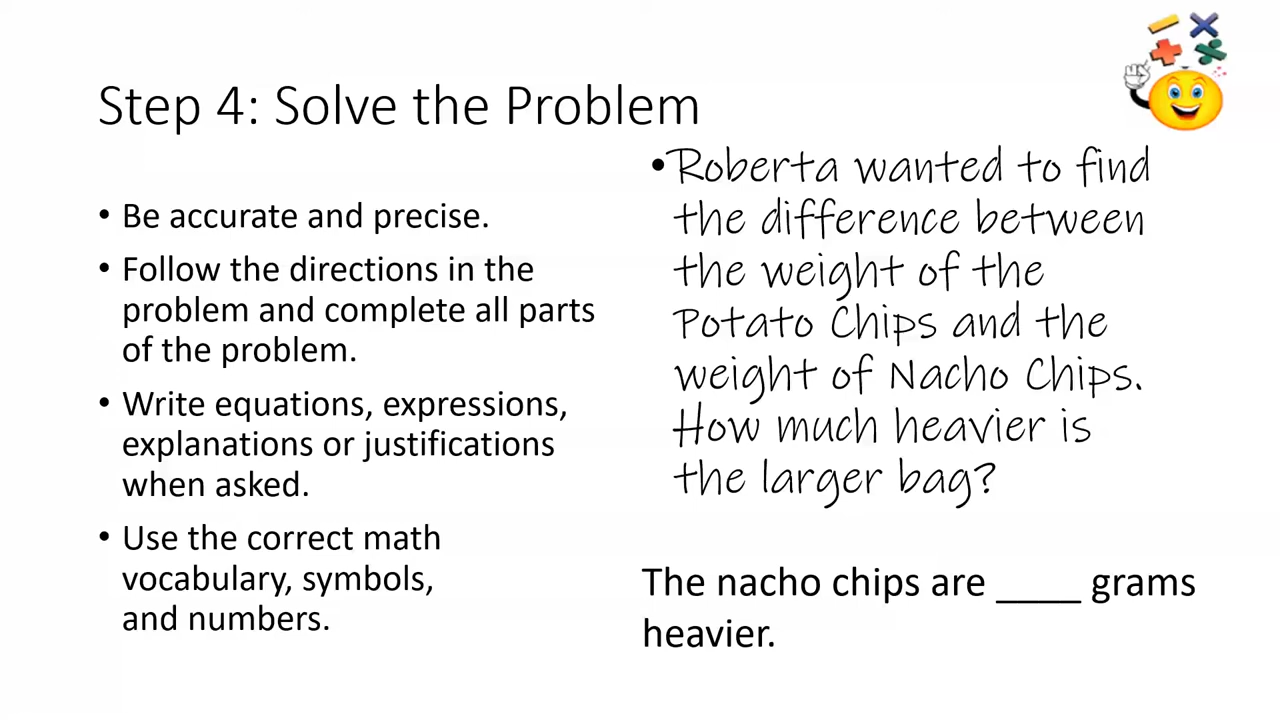 Step 4: Solve the Problem
• Be accurate and precise.
• Follow the directions in the
problem and complete all parts
of the problem.
• Write equations, expressions,
explanations or justifications
when asked.
• Use the correct math
vocabulary, symbols,
and numbers.
•Roberta wanted to find
the difference between
the weight of the
Potato Chips and the
weight of Nacho Chips.
How much heavier is
the larger bag?
The nacho chips are ____ grams
heavier.